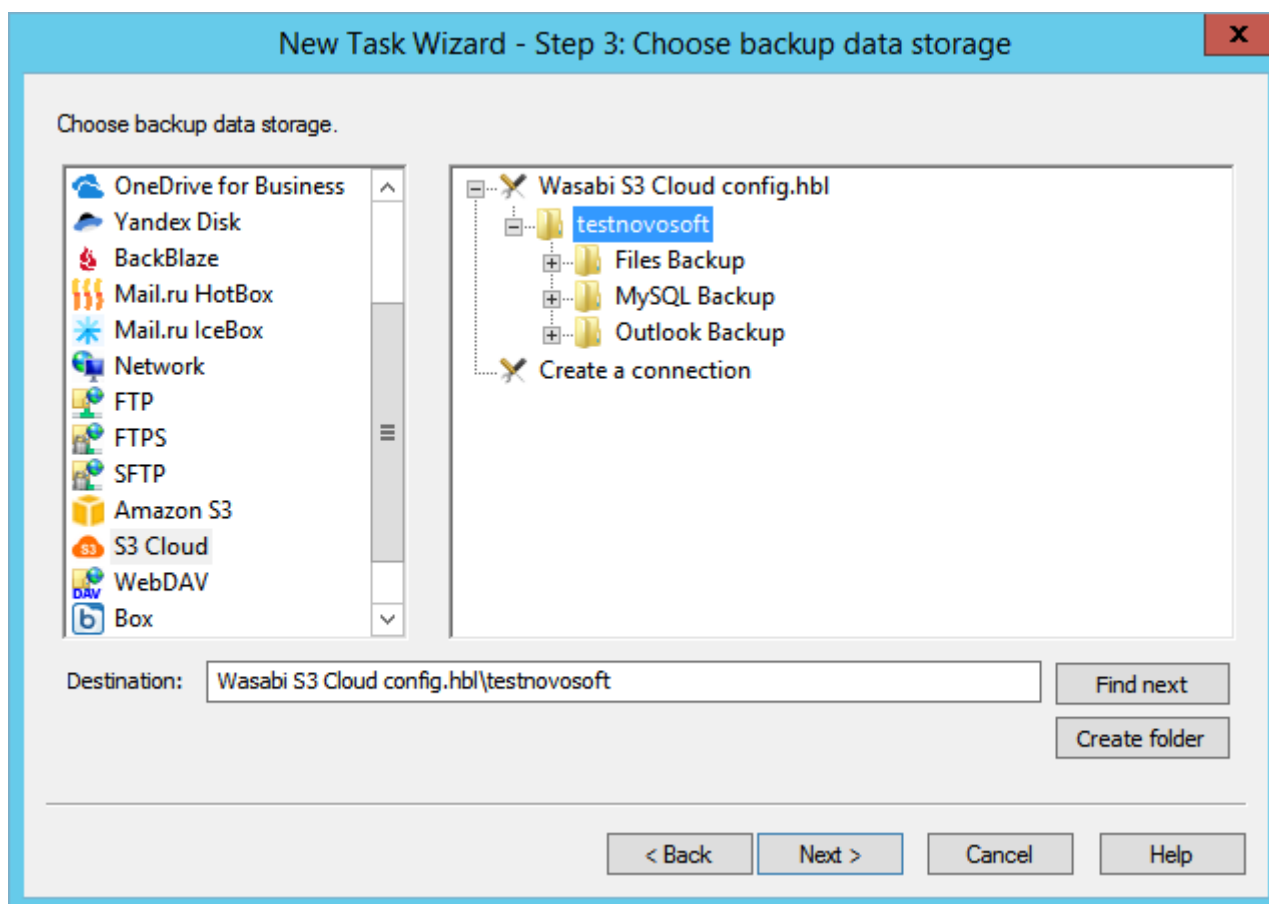 New Task Wizard - Step 3: Choose backup data storage
x
Choose backup data storage.
OneDrive for Business
Yandex Disk
BackBlaze
Mail.ru HotBox
Mail.ru IceBox
Network
FTP
FTPS
SFTP
Amazon S3
S3 S3 Cloud
DAV WebDAV
b Box
Wasabi S3 Cloud config.hbl
testnovosoft
Files Backup
MySQL Backup
Outlook Backup
Create a connection
Destination: Wasabi S3 Cloud config.hbl\testnovosoft
Find next
Create folder
< Back Next > Cancel Help